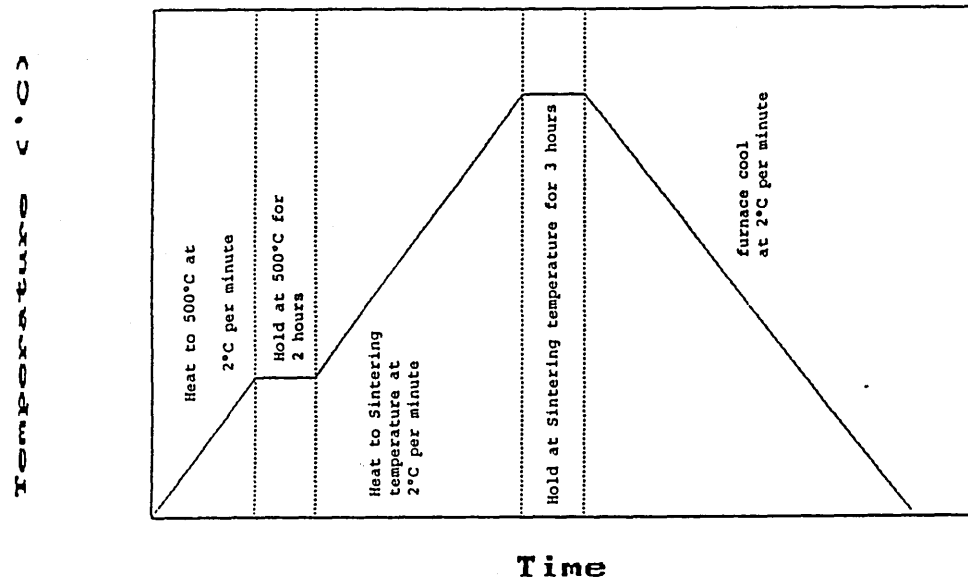 Temperature (°C)
Heat to 500°C at
2°C per minute
Hold at 500°C for
2 hours
Heat to Sintering
temperature at
2°C per minute
Hold at Sintering temperature for 3 hours
furnace cool
at 2°C per minute
Time